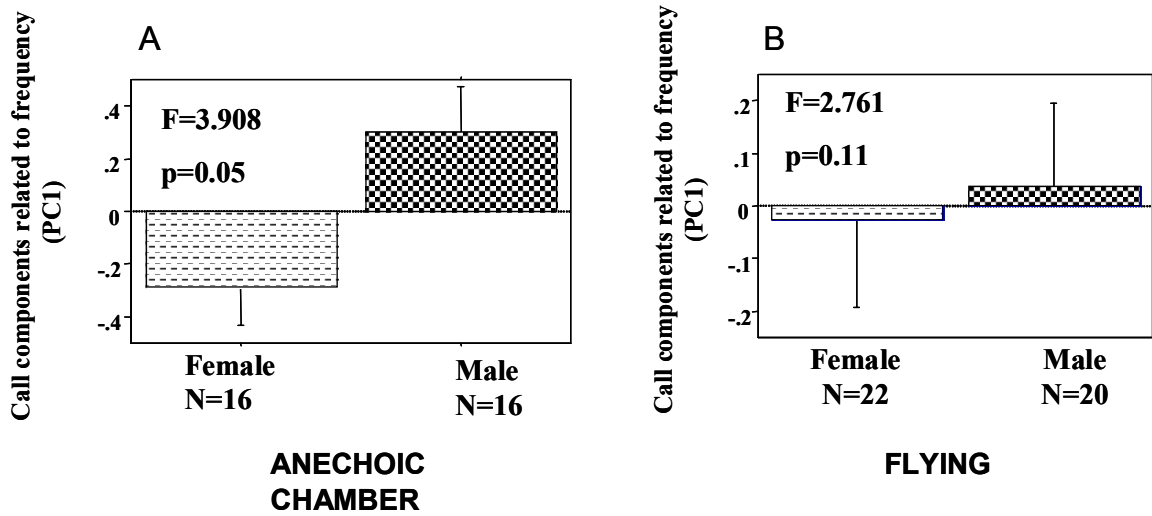 A
Call components related to frequency
(PC1)
.4
.2
0
-.2
-.4
F=3.908
p=0.05
Female
N=16
Male
N=16
ANECHOIC
CHAMBER
B
Call components related to frequency
(PC1)
.2
.1
0
-.1
-.2
F=2.761
p=0.11
Female
N=22
Male
N=20
FLYING